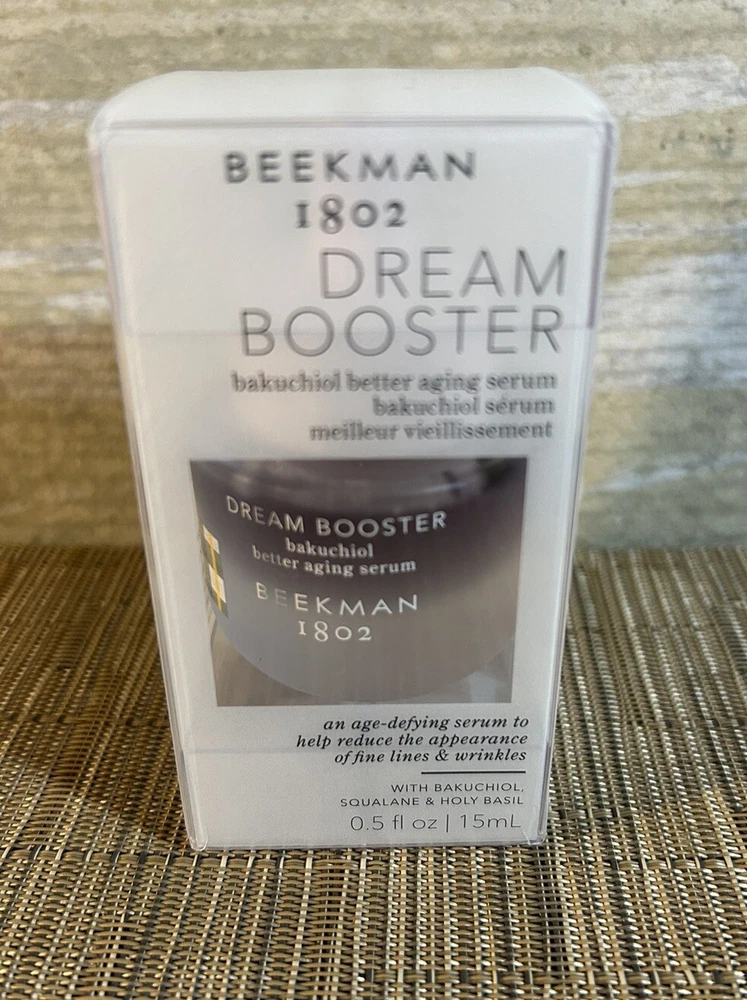 BEEKMAN
1802
DREAM
BOOSTER
bakuchiol better aging serum
bakuchiol sérum
meilleur vieillissement
DREAM BOOSTER
bakuchiol
better aging serum
BEEKMAN
1802
an age-defying serum to
help reduce the appearance
of fine lines & wrinkles
WITH BAKUCHIOL,
SQUALANE & HOLY BASIL
0.5 fl oz | 15mL